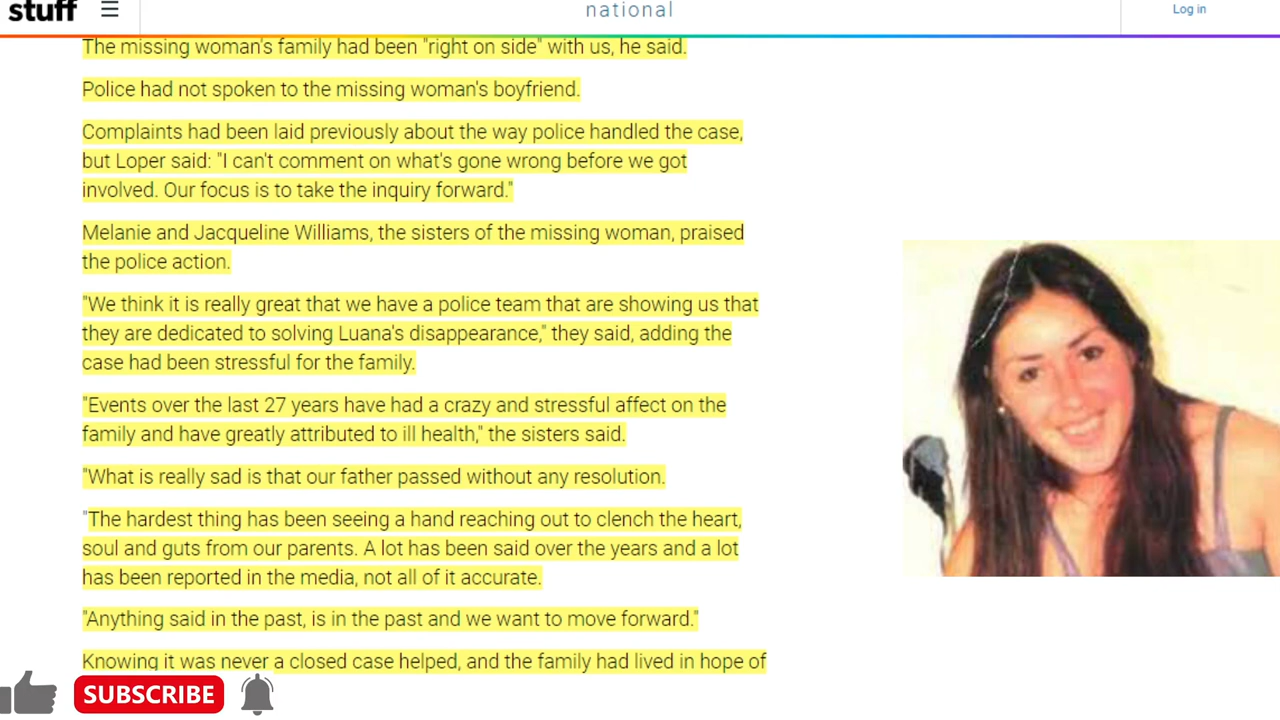 stuff
national
Log in
The missing woman's family had been "right on side" with us, he said.
Police had not spoken to the missing woman's boyfriend.
Complaints had been laid previously about the way police handled the case,
but Loper said: "I can't comment on what's gone wrong before we got
involved. Our focus is to take the inquiry forward."
Melanie and Jacqueline Williams, the sisters of the missing woman, praised
the police action.
"We think it is really great that we have a police team that are showing us that
they are dedicated to solving Luana's disappearance," they said, adding the
case had been stressful for the family.
"Events over the last 27 years have had a crazy and stressful affect on the
family and have greatly attributed to ill health," the sisters said.
"What is really sad is that our father passed without any resolution.
"The hardest thing has been seeing a hand reaching out to clench the heart,
soul and guts from our parents. A lot has been said over the years and a lot
has been reported in the media, not all of it accurate.
"Anything said in the past, is in the past and we want to move forward."
Knowing it was never a closed case helped, and the family had lived in hope of
SUBSCRIBE